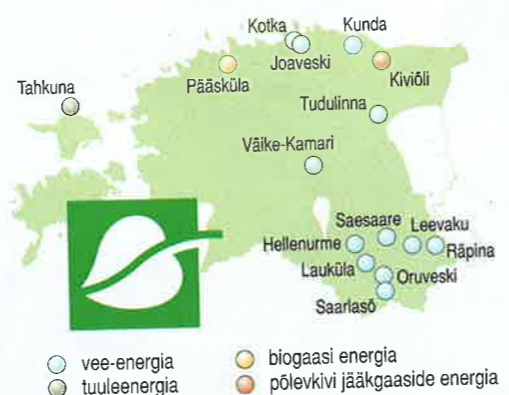 Kotka
Kunda
Joaveski
Pääsküla
Kiviõli
Tahkuna
Tudulinna
Väike-Kamari
Saesaare
Leevaku
Hellenurme
Räpina
Lauküla
Oruveski
Saarlasõ
vee-energia
biogaasi energia
tuuleenergia
põlevkivi jääkgaaside energia